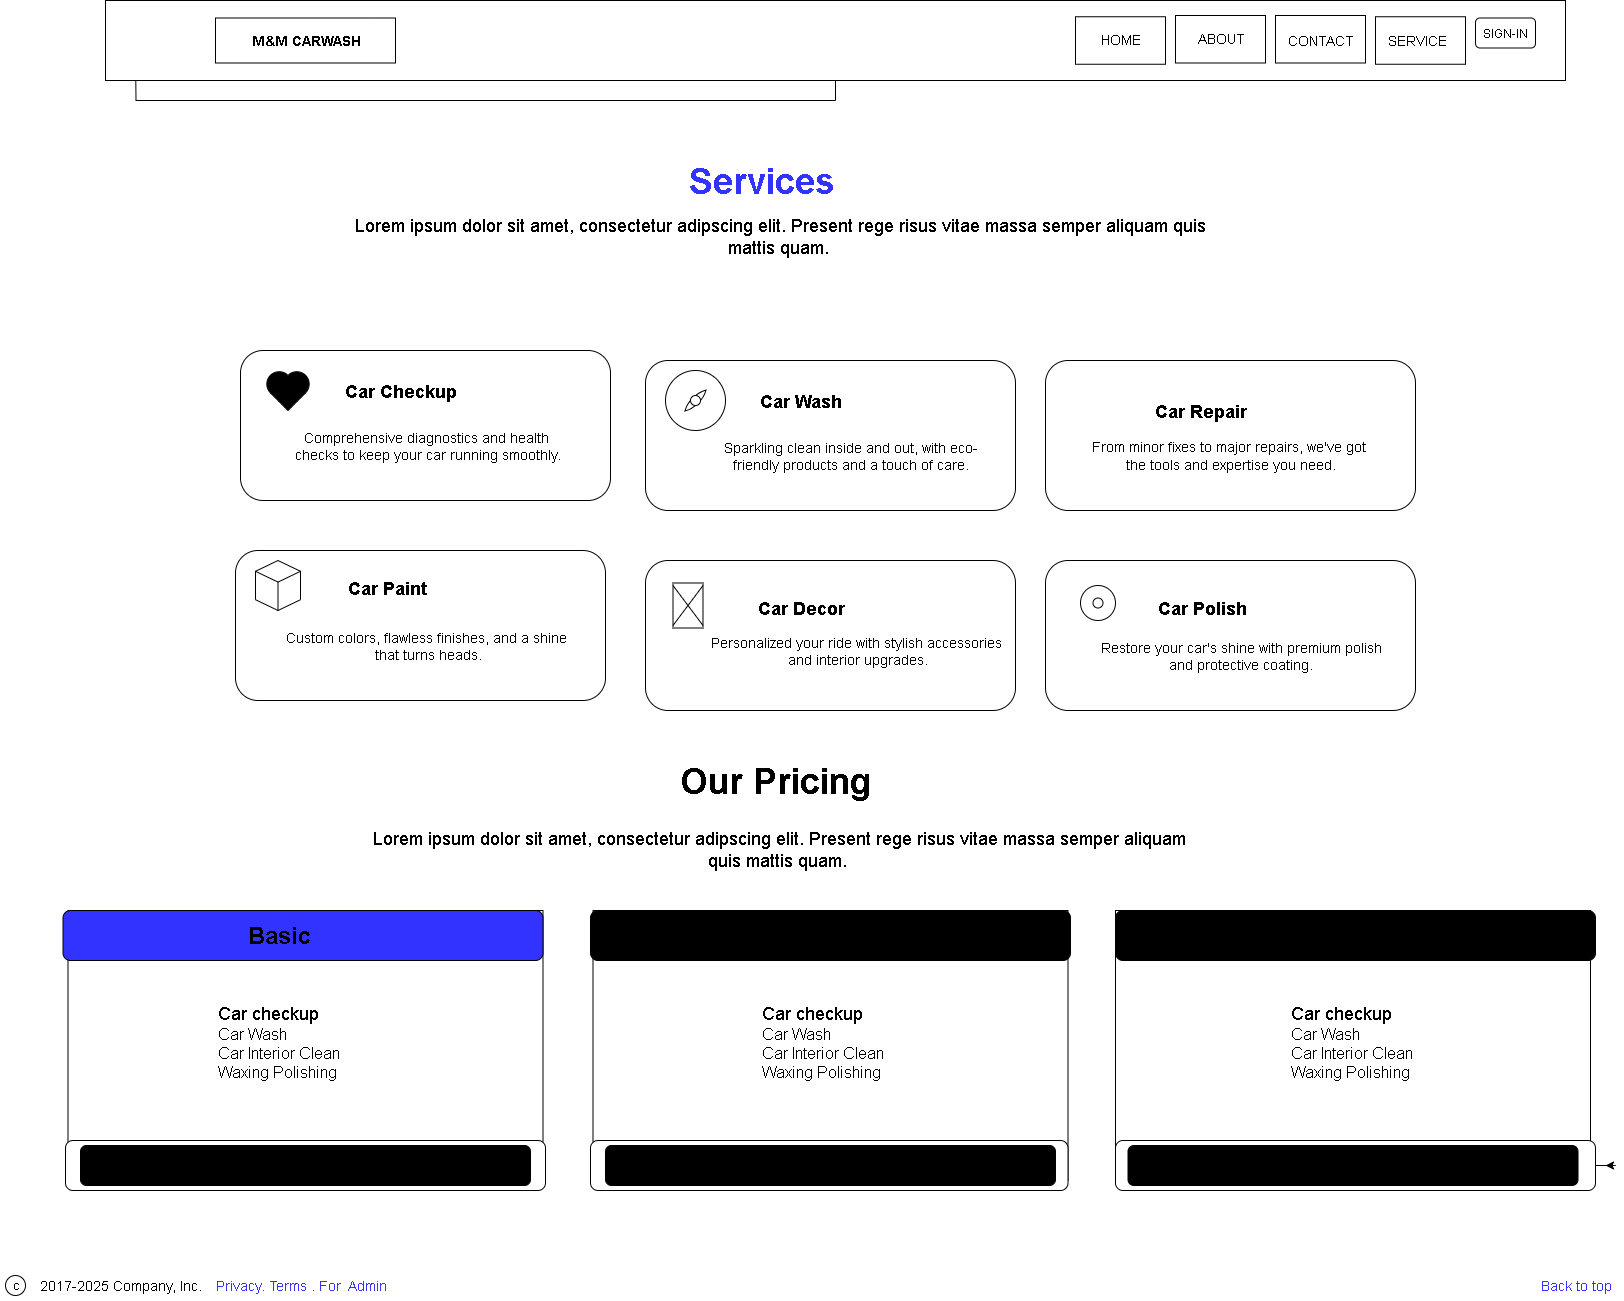 M&M CARWASH
HOME
ABOUT
CONTACT
SERVICE
SIGN-IN
Services
Lorem ipsum dolor sit amet, consectetur adipscing elit. Present rege risus vitae massa semper aliquam quis
mattis quam.
Car Checkup
Comprehensive diagnostics and health
checks to keep your car running smoothly.
Car Wash
Sparkling clean inside and out, with eco-
friendly products and a touch of care.
Car Repair
From minor fixes to major repairs, we've got
the tools and expertise you need.
Car Paint
Custom colors, flawless finishes, and a shine
that turns heads.
Car Decor
Personalized your ride with stylish accessories
and interior upgrades.
Car Polish
Restore your car's shine with premium polish
and protective coating.
Our Pricing
Lorem ipsum dolor sit amet, consectetur adipscing elit. Present rege risus vitae massa semper aliquam
quis mattis quam.
Basic
Car checkup
Car Wash
Car Interior Clean
Waxing Polishing
Car checkup
Car Wash
Car Interior Clean
Waxing Polishing
Car checkup
Car Wash
Car Interior Clean
Waxing Polishing
c 2017-2025 Company, Inc. Privacy. Terms . For Admin
Back to top